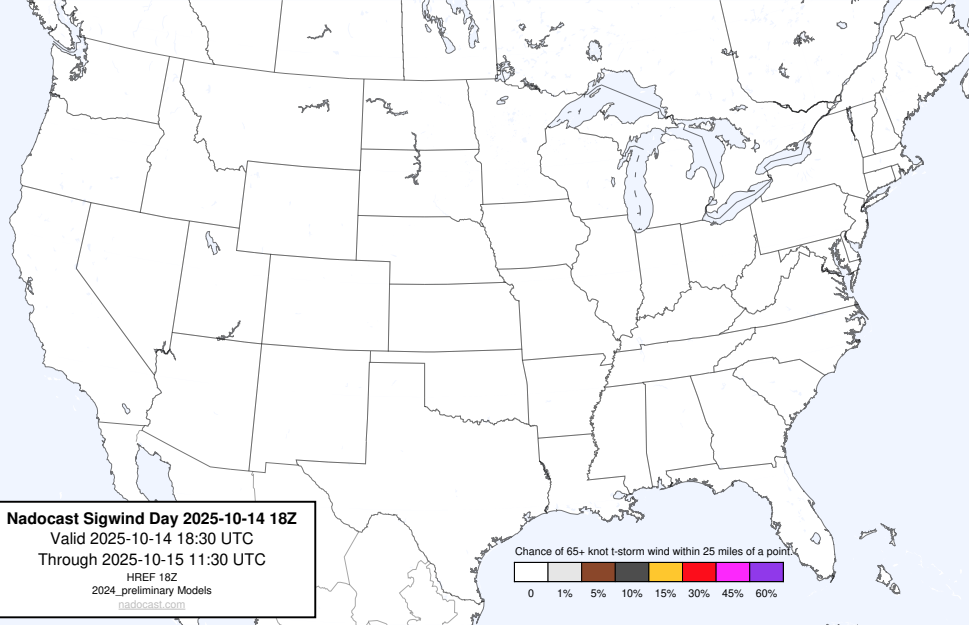 Nadocast Sigwind Day 2025-10-14 18Z
Valid 2025-10-14 18:30 UTC
Through 2025-10-15 11:30 UTC
HREF 18Z
2024_preliminary Models
nadocast.com
Chance of 65+ knot t-storm wind within 25 miles of a point.
0 1% 5% 10% 15% 30% 45% 60%